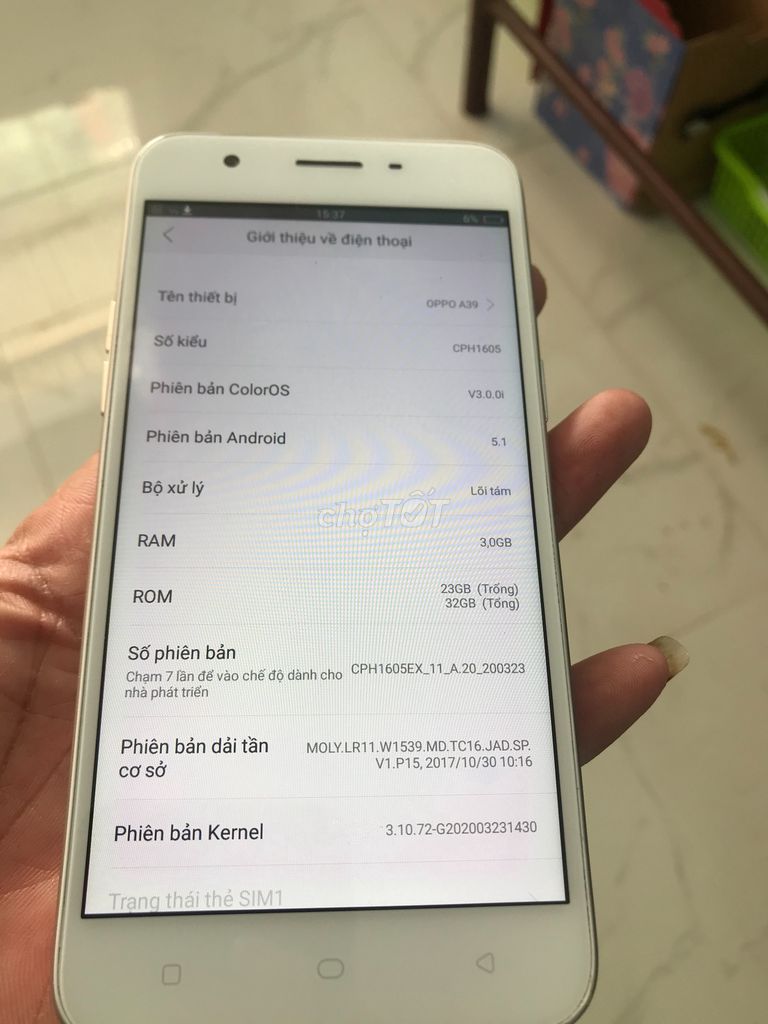 15:37 6%
Giới thiệu về điện thoại
Tên thiết bị OPPO A39
Số kiểu CPH1605
Phiên bản ColorOS V3.0.0i
Phiên bản Android 5.1
Bộ xử lý Lõi tám
chợTỐT
RAM 3,0GB
ROM 23GB (Trống)
32GB (Tổng)
Số phiên bản
Chạm 7 lần để vào chế độ dành cho CPH1605EX_11_A.20_200323
nhà phát triển
Phiên bản dải tần MOLY.LR11.W1539.MD.TC16.JAD.SP.
cơ sở V1.P15, 2017/10/30 10:16
Phiên bản Kernel 3.10.72-G202003231430
Trạng thái thẻ SIM1